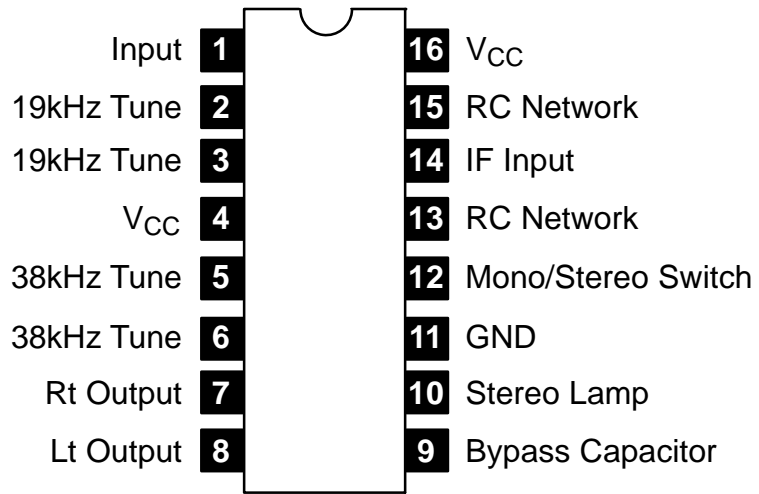 Input 1 16 VCC
19kHz Tune 2 15 RC Network
19kHz Tune 3 14 IF Input
VCC 4 13 RC Network
38kHz Tune 5 12 Mono/Stereo Switch
38kHz Tune 6 11 GND
Rt Output 7 10 Stereo Lamp
Lt Output 8 9 Bypass Capacitor